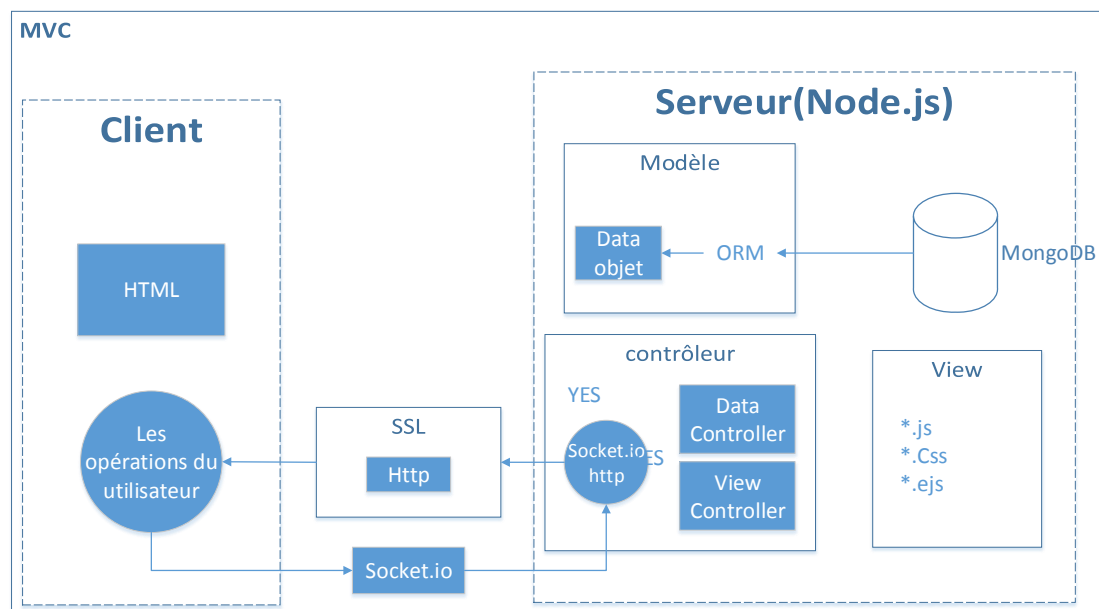 MVC
Client
HTML
Les
opérations du
utilisateur
SSL
Http
Socket.io
Serveur(Node.js)
Modèle
Data
objet
ORM
MongoDB
contrôleur
YES
Socket.io
http
ES
Data
Controller
View
Controller
View
*.js
*.Css
*.ejs